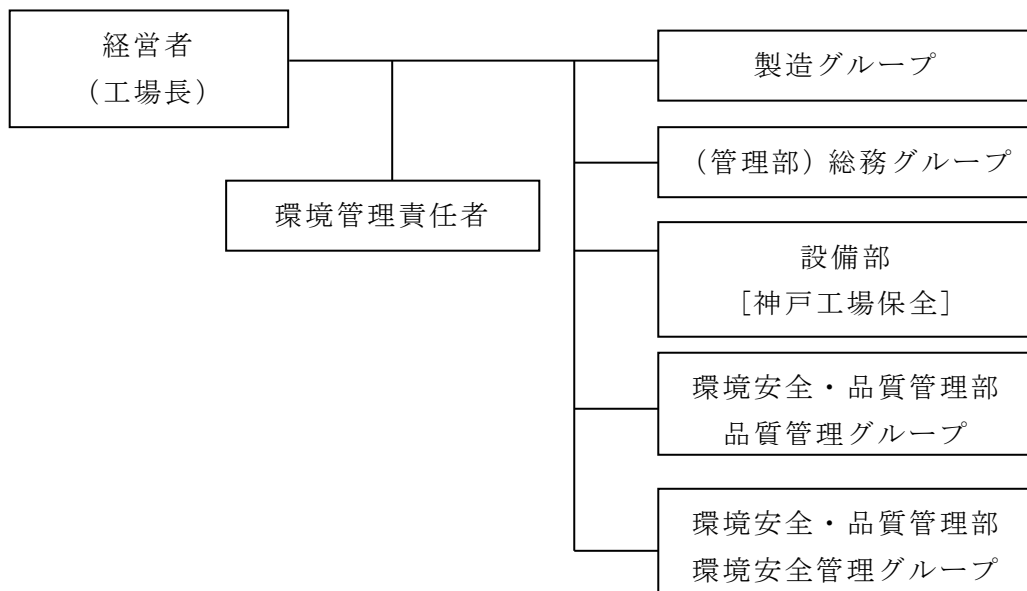 経営者
（工場長）
環境管理責任者
製造グループ
（管理部）総務グループ
設備部
［神戸工場保全］
環境安全・品質管理部
品質管理グループ
環境安全・品質管理部
環境安全管理グループ